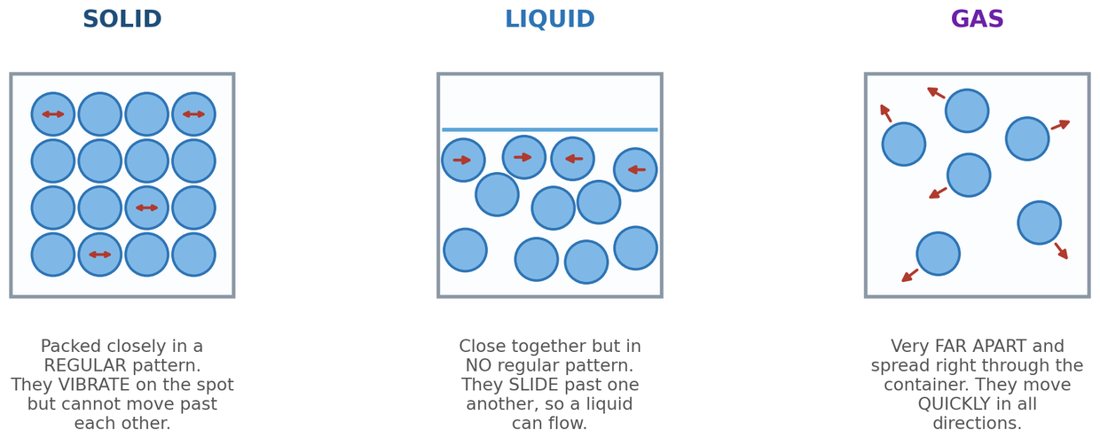 SOLID
LIQUID
GAS
Packed closely in a
REGULAR pattern.
They VIBRATE on the spot
but cannot move past
each other.
Close together but in
NO regular pattern.
They SLIDE past one
another, so a liquid
can flow.
Very FAR APART and
spread right through the
container. They move
QUICKLY in all
directions.